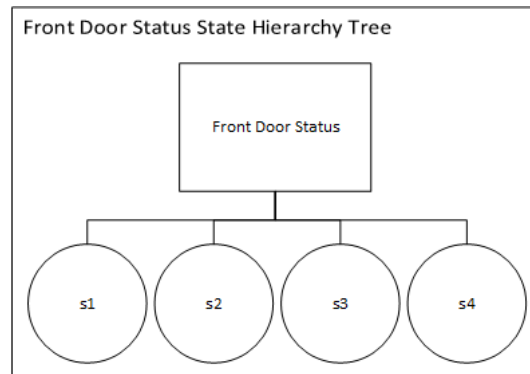 Front Door Status State Hierarchy Tree
Front Door Status
s1
s2
s3
s4